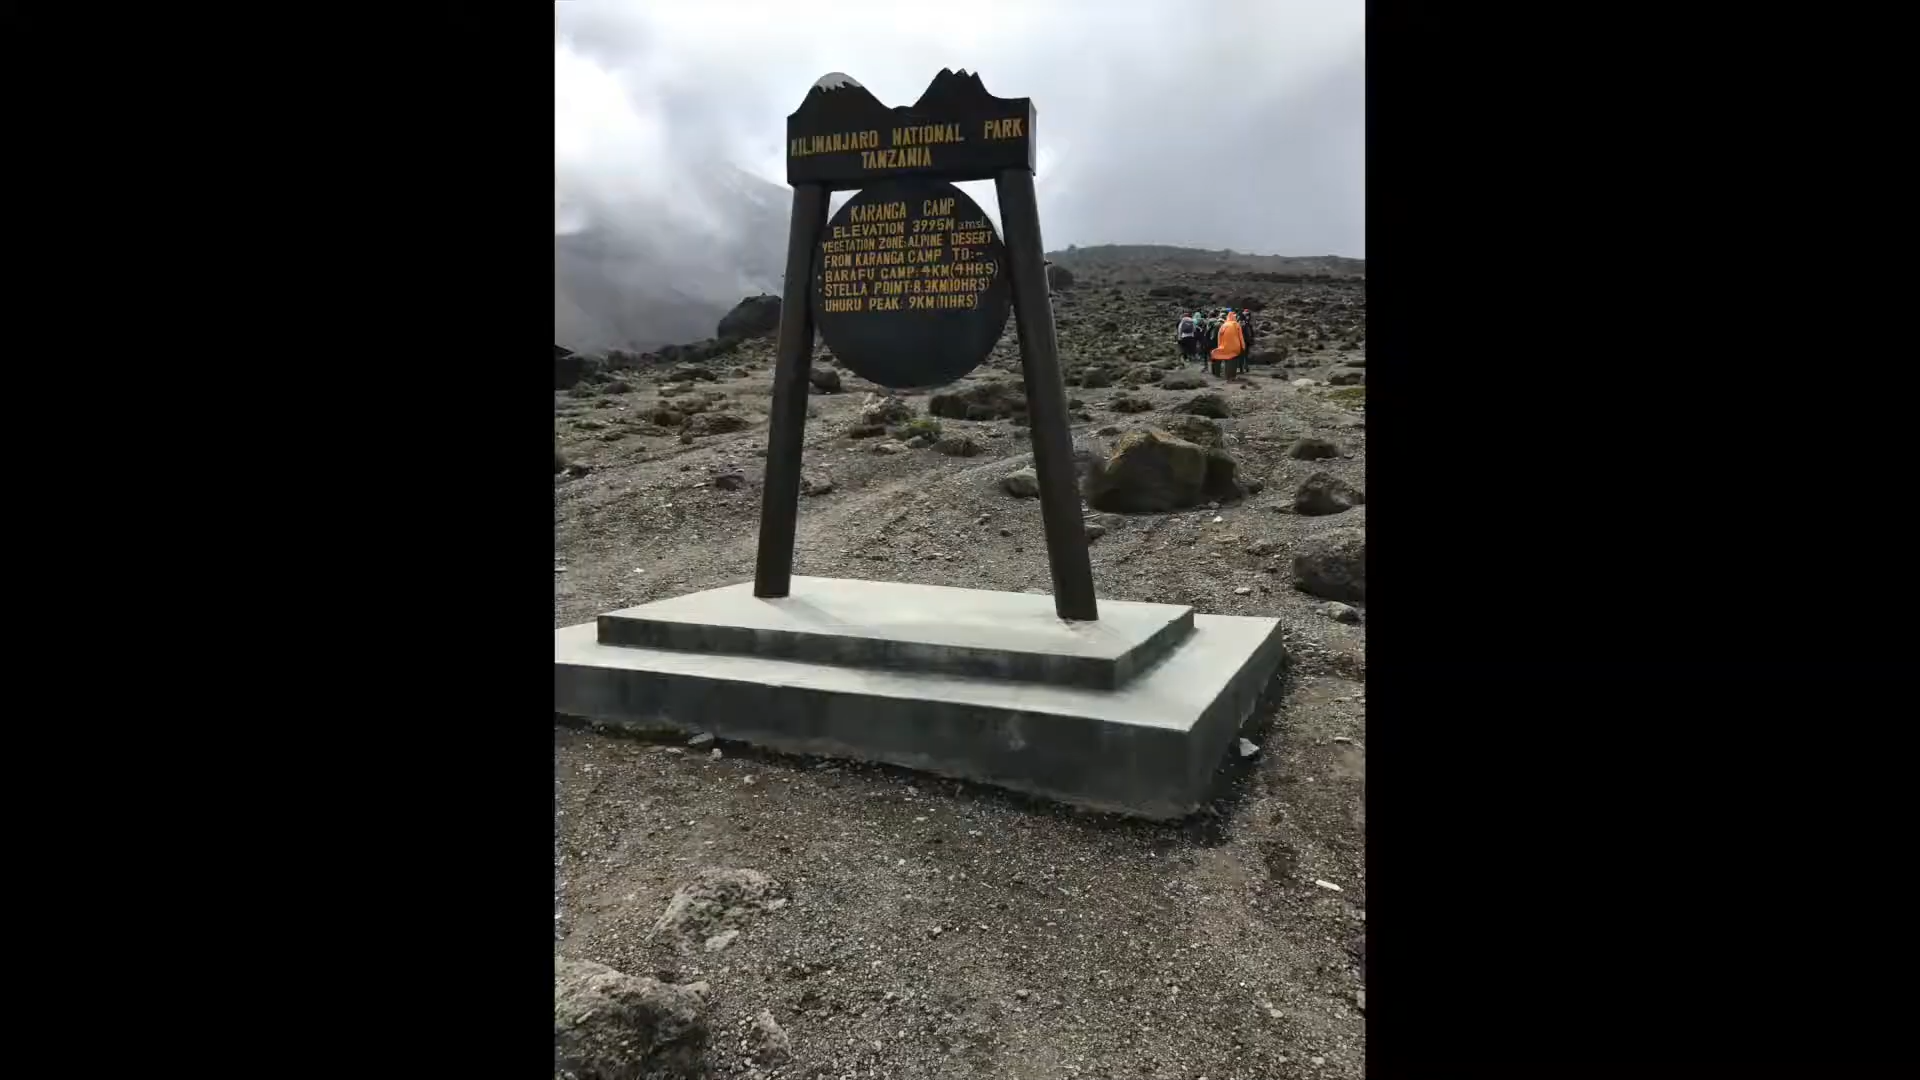 KILIMANJARO NATIONAL PARK
TANZANIA
KARANGA CAMP
ELEVATION 3995M amsl
VEGETATION ZONE: ALPINE DESERT
FROM KARANGA CAMP TO:-
• BARAFU CAMP: 4KM(4HRS)
• STELLA POINT: 8.3KM(10HRS)
• UHURU PEAK: 9KM(11HRS)